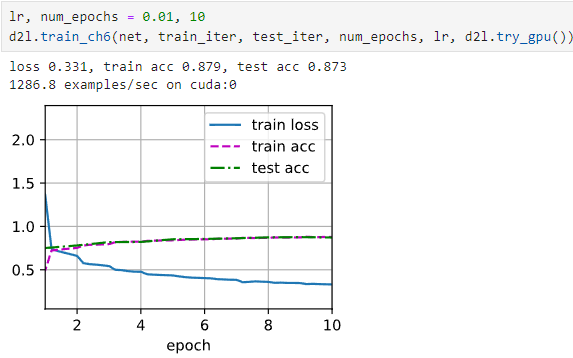 lr, num_epochs = 0.01, 10
d2l.train_ch6(net, train_iter, test_iter, num_epochs, lr, d2l.try_gpu())
loss 0.331, train acc 0.879, test acc 0.873
1286.8 examples/sec on cuda:0
train loss
train acc
test acc
2.0
1.5
1.0
0.5
2 4 6 8 10
epoch